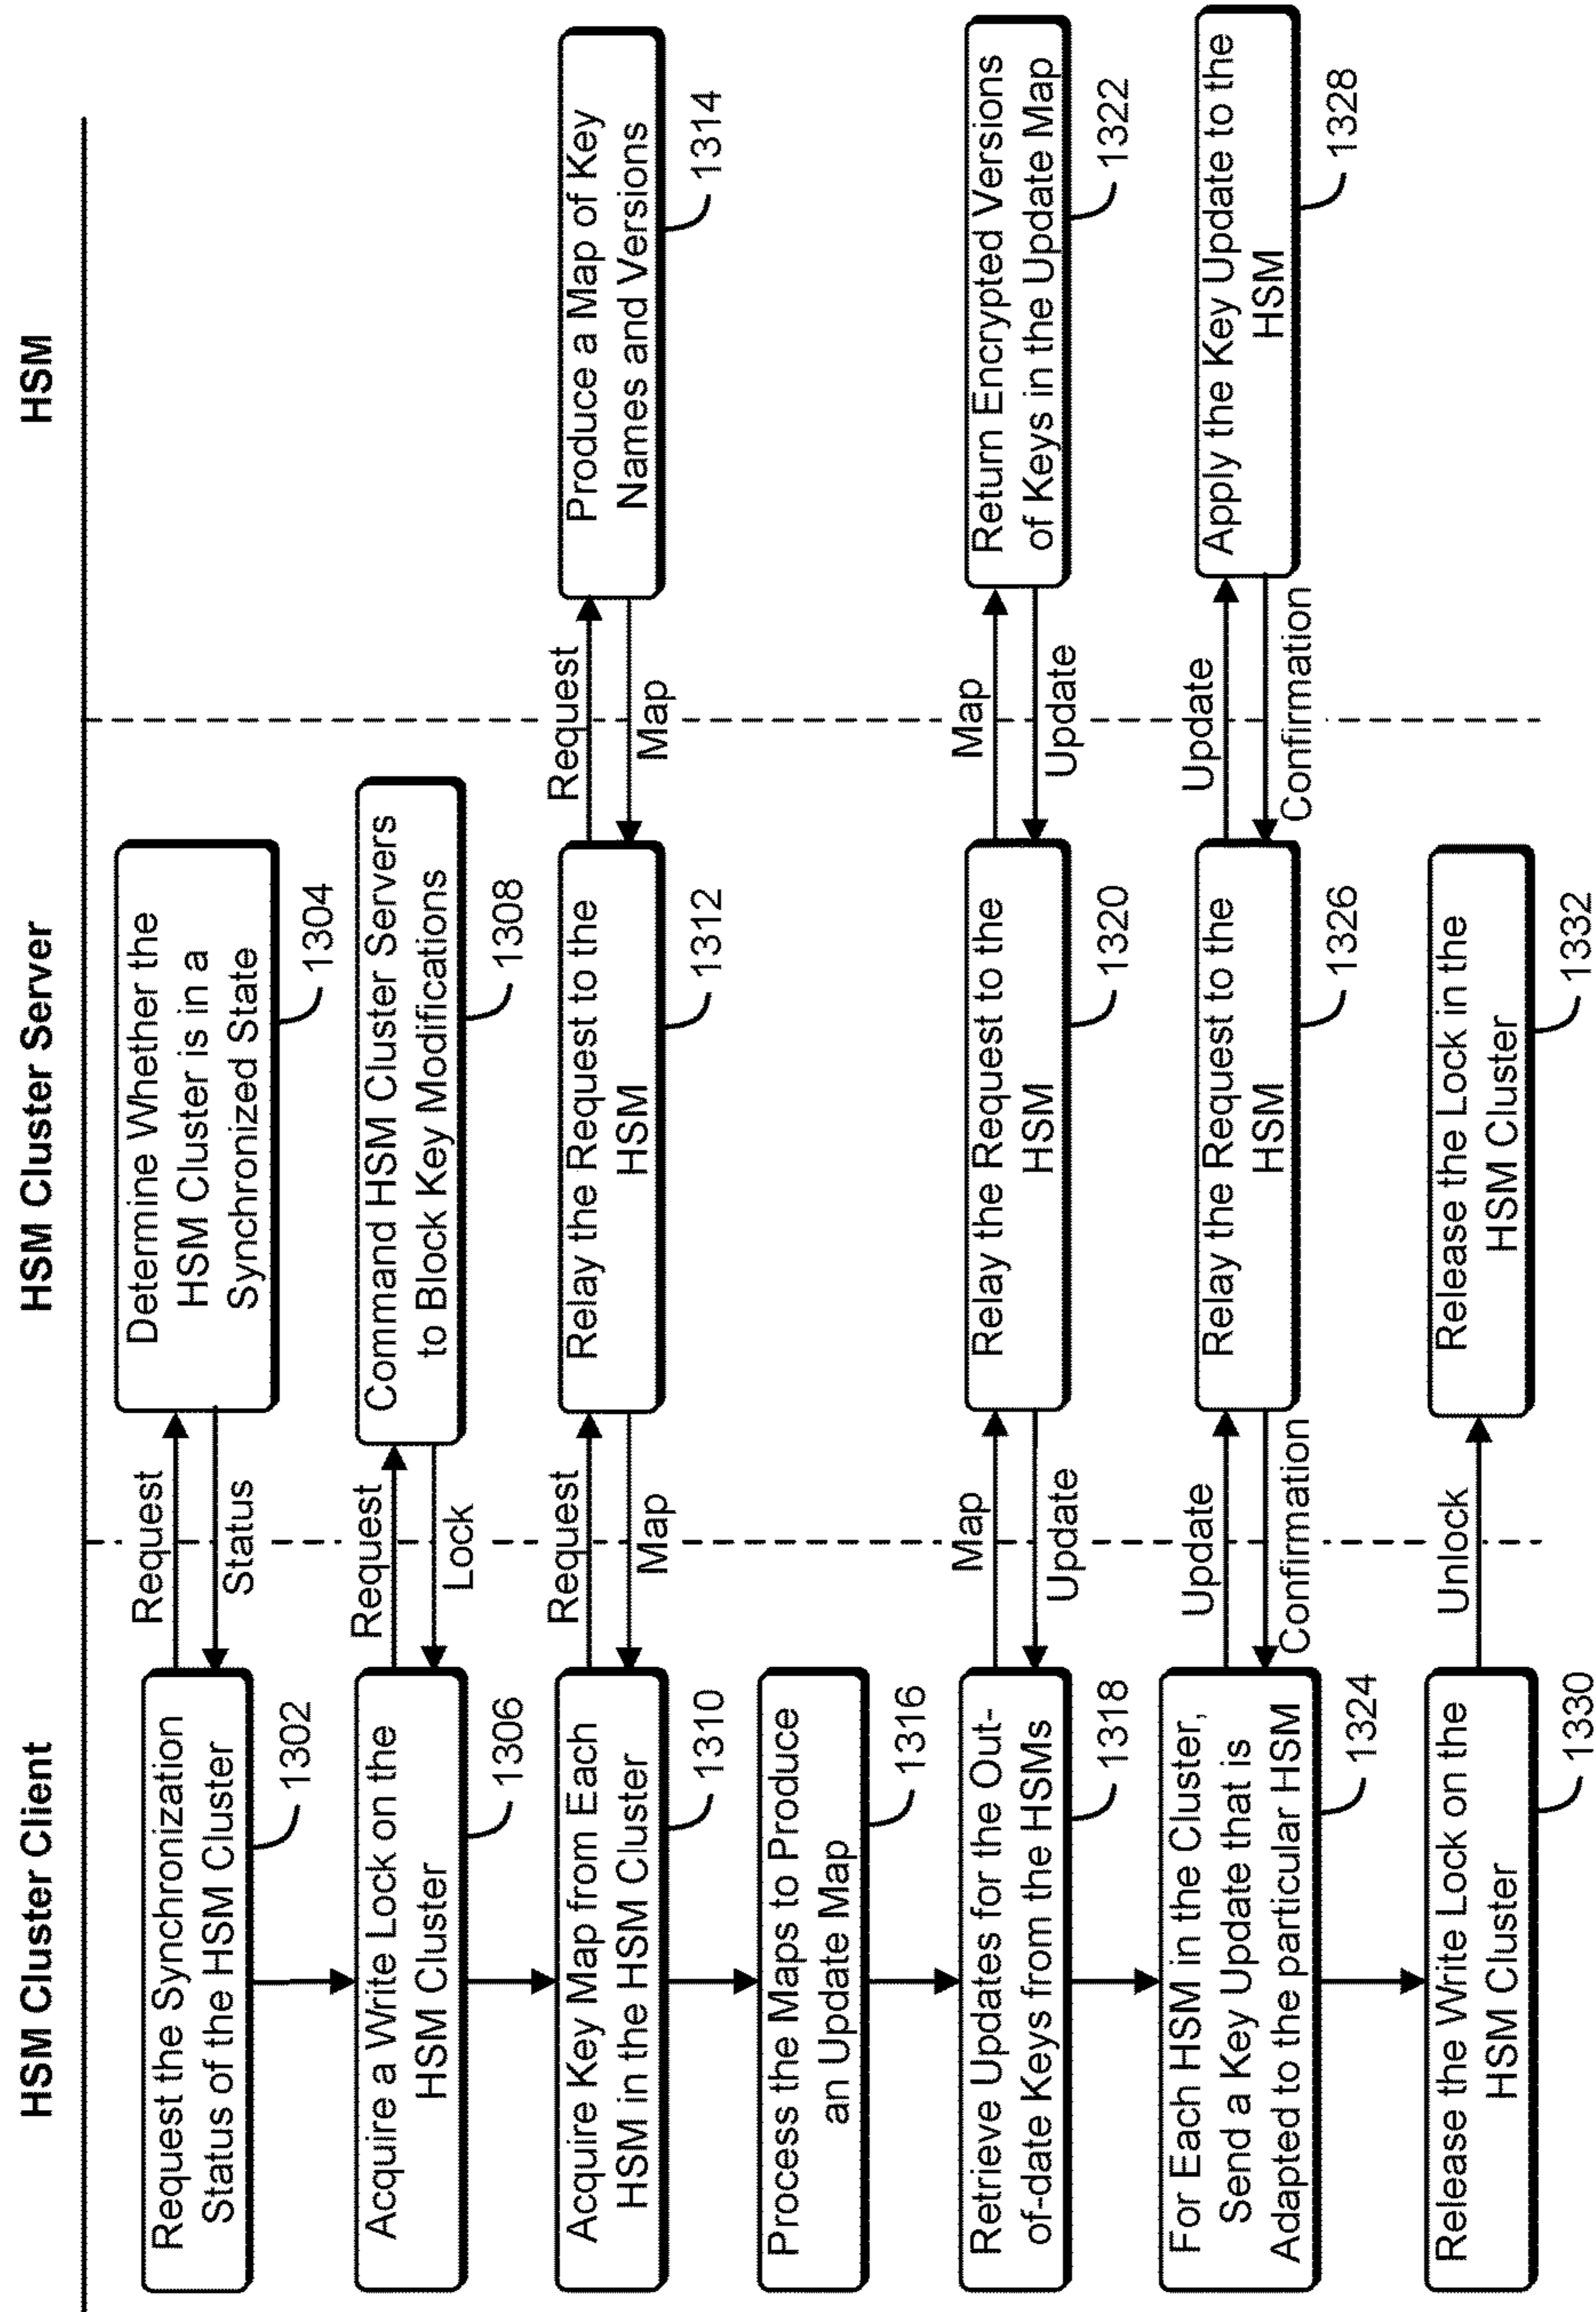 HSM Cluster Client
HSM Cluster Server
HSM
Request the Synchronization
Status of the HSM Cluster
1302
Request
Status
Determine Whether the
HSM Cluster is in a
Synchronized State
1304
Acquire a Write Lock on the
HSM Cluster
1306
Request
Lock
Command HSM Cluster Servers
to Block Key Modifications
1308
Acquire Key Map from Each
HSM in the HSM Cluster
1310
Request
Map
Relay the Request to the
HSM
1312
Request
Map
Produce a Map of Key
Names and Versions
1314
Process the Maps to Produce
an Update Map
1316
Retrieve Updates for the Out-
of-date Keys from the HSMs
1318
Map
Update
Relay the Request to the
HSM
1320
Map
Update
Return Encrypted Versions
of Keys in the Update Map
1322
For Each HSM in the Cluster,
Send a Key Update that is
Adapted to the particular HSM
1324
Update
Confirmation
Relay the Request to the
HSM
1326
Update
Confirmation
Apply the Key Update to the
HSM
1328
Release the Write Lock on the
HSM Cluster
1330
Unlock
Release the Lock in the
HSM Cluster
1332